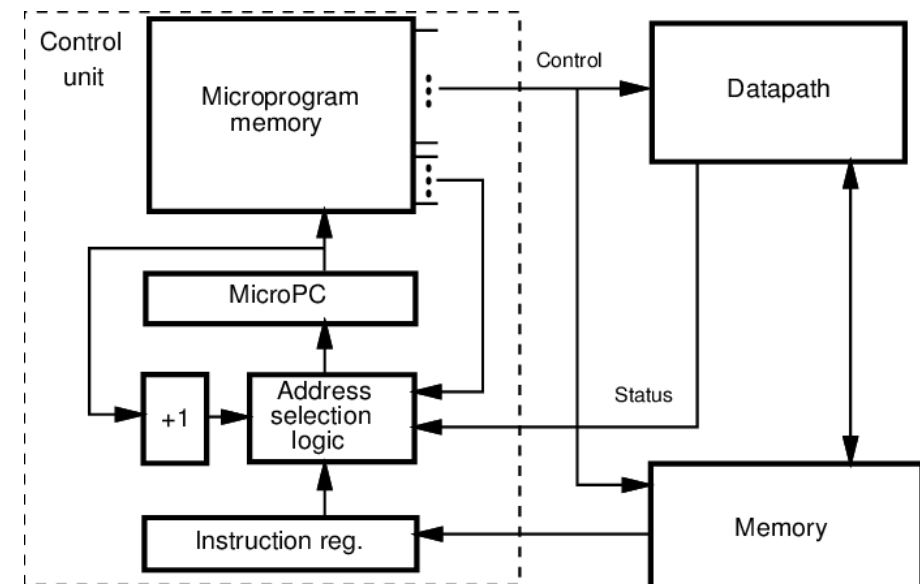 Control
unit
Microprogram
memory
Control
Datapath
MicroPC
+1
Address
selection
logic
Status
Instruction reg.
Memory